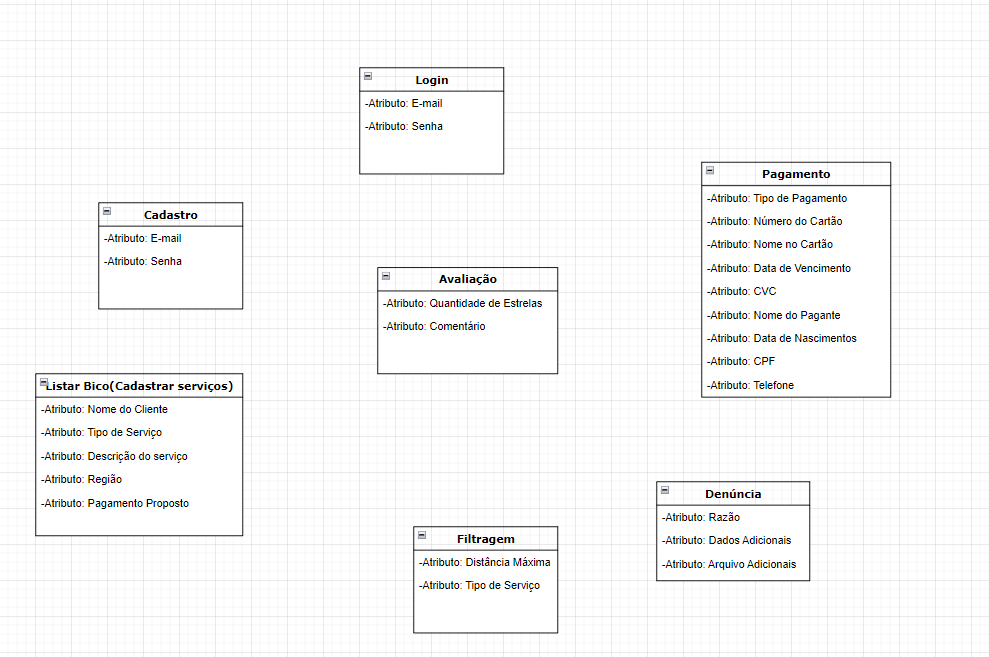 Login
-Atributo: E-mail
-Atributo: Senha
Pagamento
-Atributo: Tipo de Pagamento
-Atributo: Número do Cartão
-Atributo: Nome no Cartão
-Atributo: Data de Vencimento
-Atributo: CVC
-Atributo: Nome do Pagante
-Atributo: Data de Nascimentos
-Atributo: CPF
-Atributo: Telefone
Cadastro
-Atributo: E-mail
-Atributo: Senha
Avaliação
-Atributo: Quantidade de Estrelas
-Atributo: Comentário
Listar Bico(Cadastrar serviços)
-Atributo: Nome do Cliente
-Atributo: Tipo de Serviço
-Atributo: Descrição do serviço
-Atributo: Região
-Atributo: Pagamento Proposto
Denúncia
-Atributo: Razão
-Atributo: Dados Adicionais
-Atributo: Arquivo Adicionais
Filtragem
-Atributo: Distância Máxima
-Atributo: Tipo de Serviço